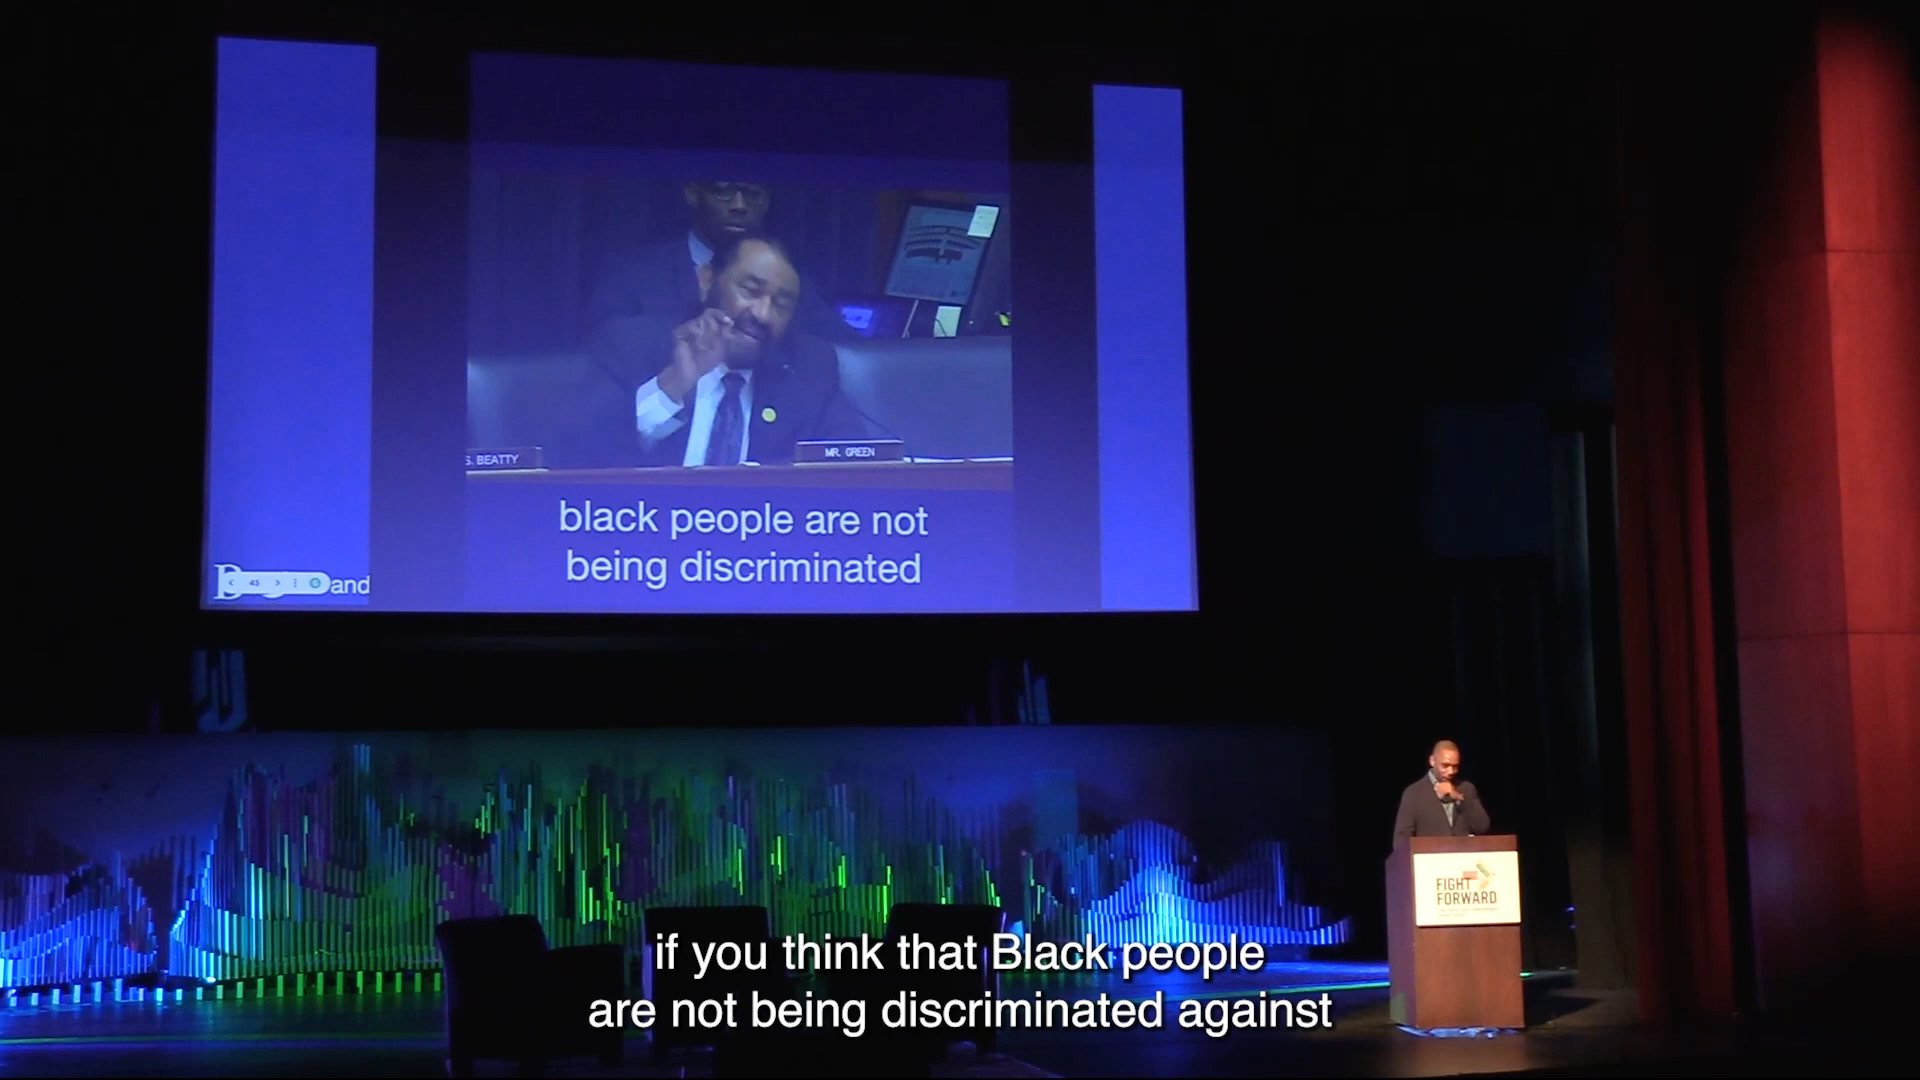 S. BEATTY
MR. GREEN
black people are not
being discriminated
45
and
FIGHT
FORWARD
if you think that Black people
are not being discriminated against